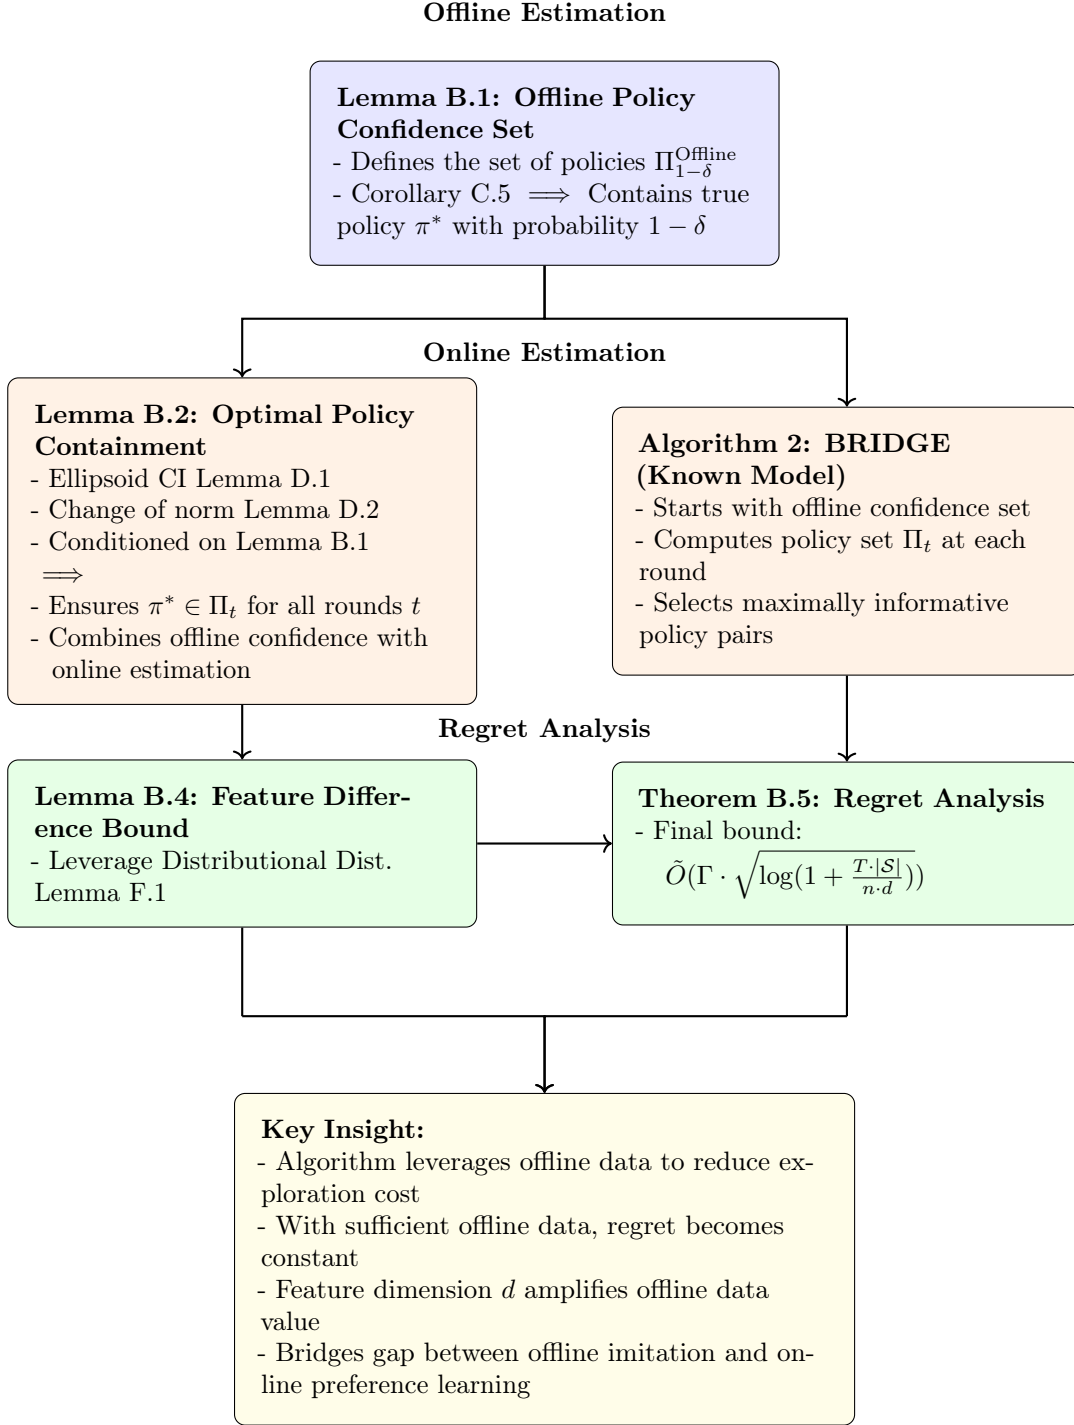 Offline Estimation
Lemma B.1: Offline Policy
Confidence Set
- Defines the set of policies Π_{1−δ}^{Offline}
- Corollary C.5 ⟹ Contains true
policy π* with probability 1 − δ
Online Estimation
Lemma B.2: Optimal Policy
Containment
- Ellipsoid CI Lemma D.1
- Change of norm Lemma D.2
- Conditioned on Lemma B.1
⟹
- Ensures π* ∈ Π_t for all rounds t
- Combines offline confidence with
online estimation
Algorithm 2: BRIDGE
(Known Model)
- Starts with offline confidence set
- Computes policy set Π_t at each
round
- Selects maximally informative
policy pairs
Regret Analysis
Lemma B.4: Feature Differ-
ence Bound
- Leverage Distributional Dist.
Lemma F.1
Theorem B.5: Regret Analysis
- Final bound:
Õ(Γ · √(log(1 + \frac{T·|𝒮|}{n·d})))
Key Insight:
- Algorithm leverages offline data to reduce ex-
ploration cost
- With sufficient offline data, regret becomes
constant
- Feature dimension d amplifies offline data
value
- Bridges gap between offline imitation and on-
line preference learning